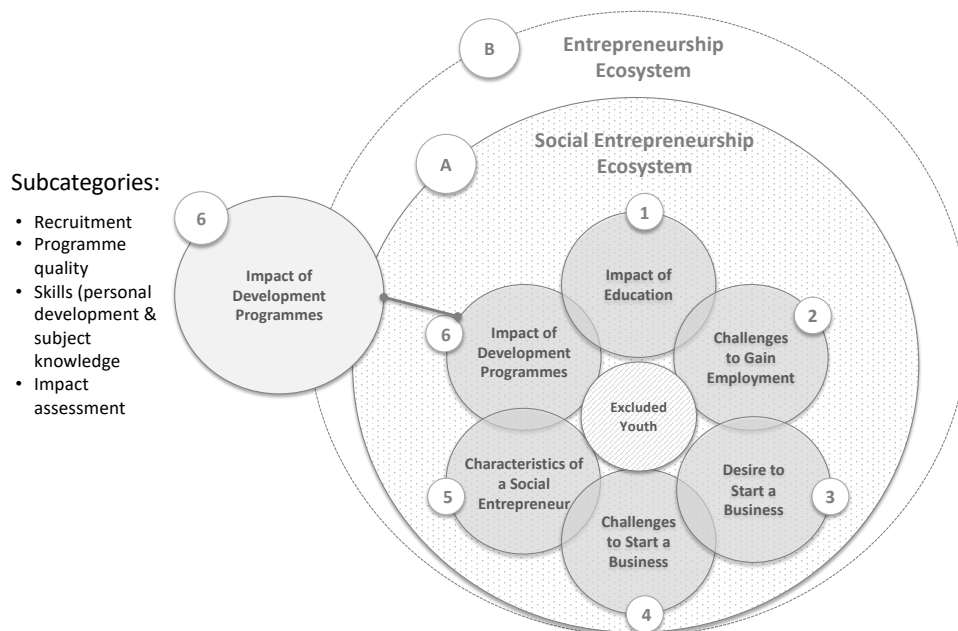 B
Entrepreneurship
Ecosystem
A
Social Entrepreneurship
Ecosystem
Subcategories:
• Recruitment
• Programme
quality
• Skills (personal
development &
subject
knowledge
• Impact
assessment
6
Impact of
Development
Programmes
1
Impact of
Education
2
Challenges
to Gain
Employment
6
Impact of
Development
Programmes
Excluded
Youth
5
Characteristics of
a Social
Entrepreneur
Desire to
Start a
Business
3
Challenges
to Start a
Business
4